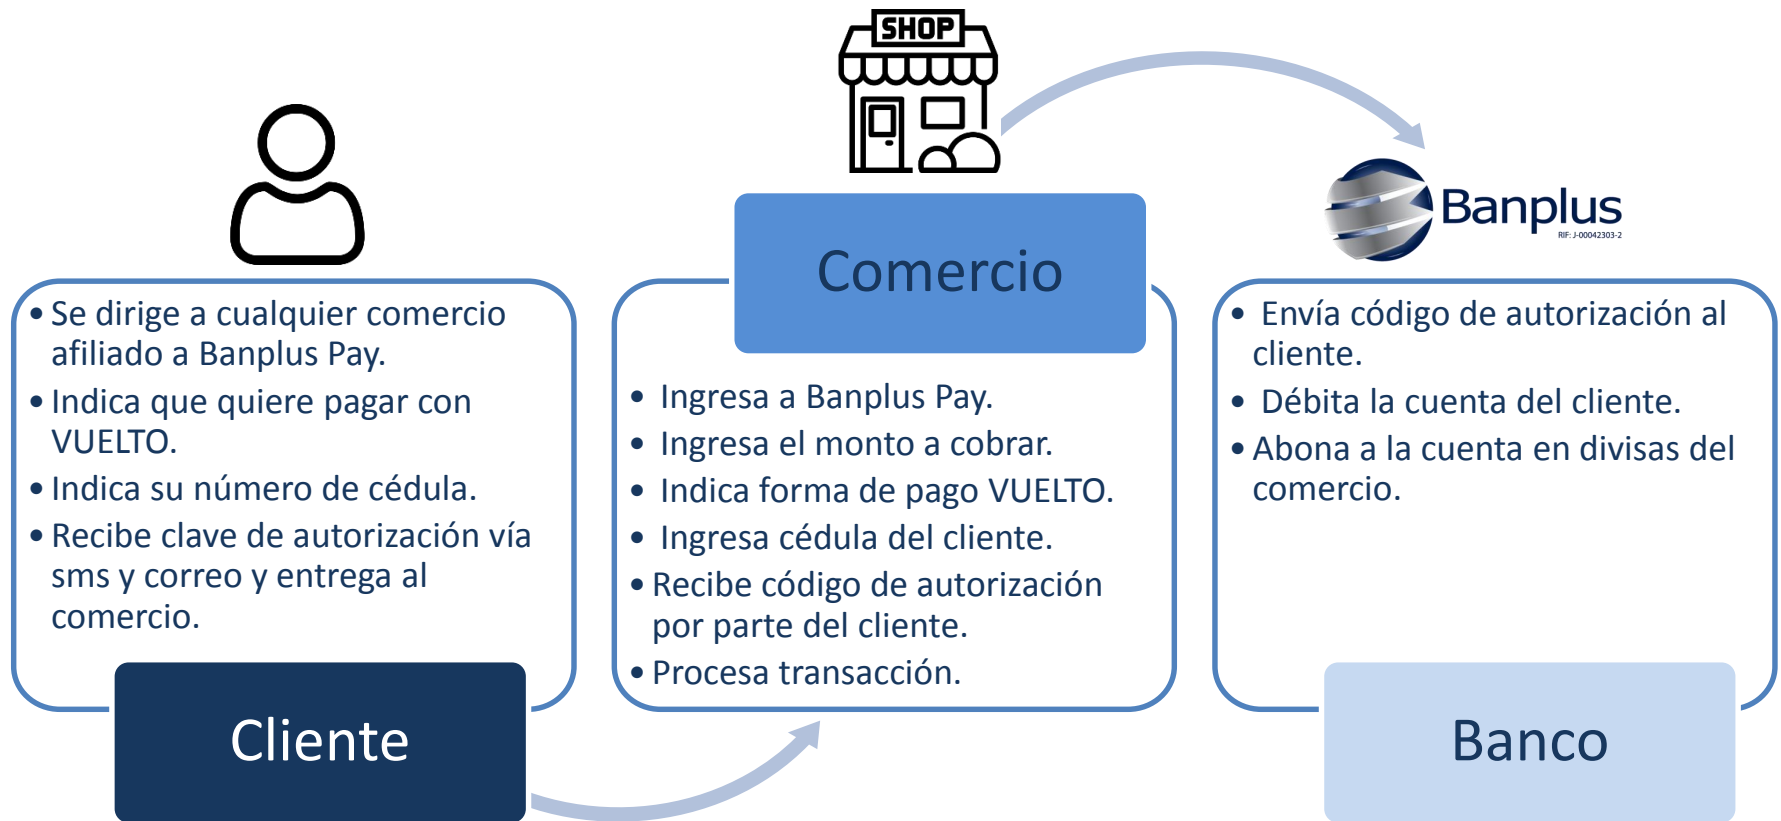 • Se dirige a cualquier comercio
afiliado a Banplus Pay.
• Indica que quiere pagar con
VUELTO.
• Indica su número de cédula.
• Recibe clave de autorización vía
sms y correo y entrega al
comercio.
Cliente
SHOP
Comercio
• Ingresa a Banplus Pay.
• Ingresa el monto a cobrar.
• Indica forma de pago VUELTO.
• Ingresa cédula del cliente.
• Recibe código de autorización
por parte del cliente.
• Procesa transacción.
Banplus
RIF: J-00042303-2
• Envía código de autorización al
cliente.
• Débita la cuenta del cliente.
• Abona a la cuenta en divisas del
comercio.
Banco